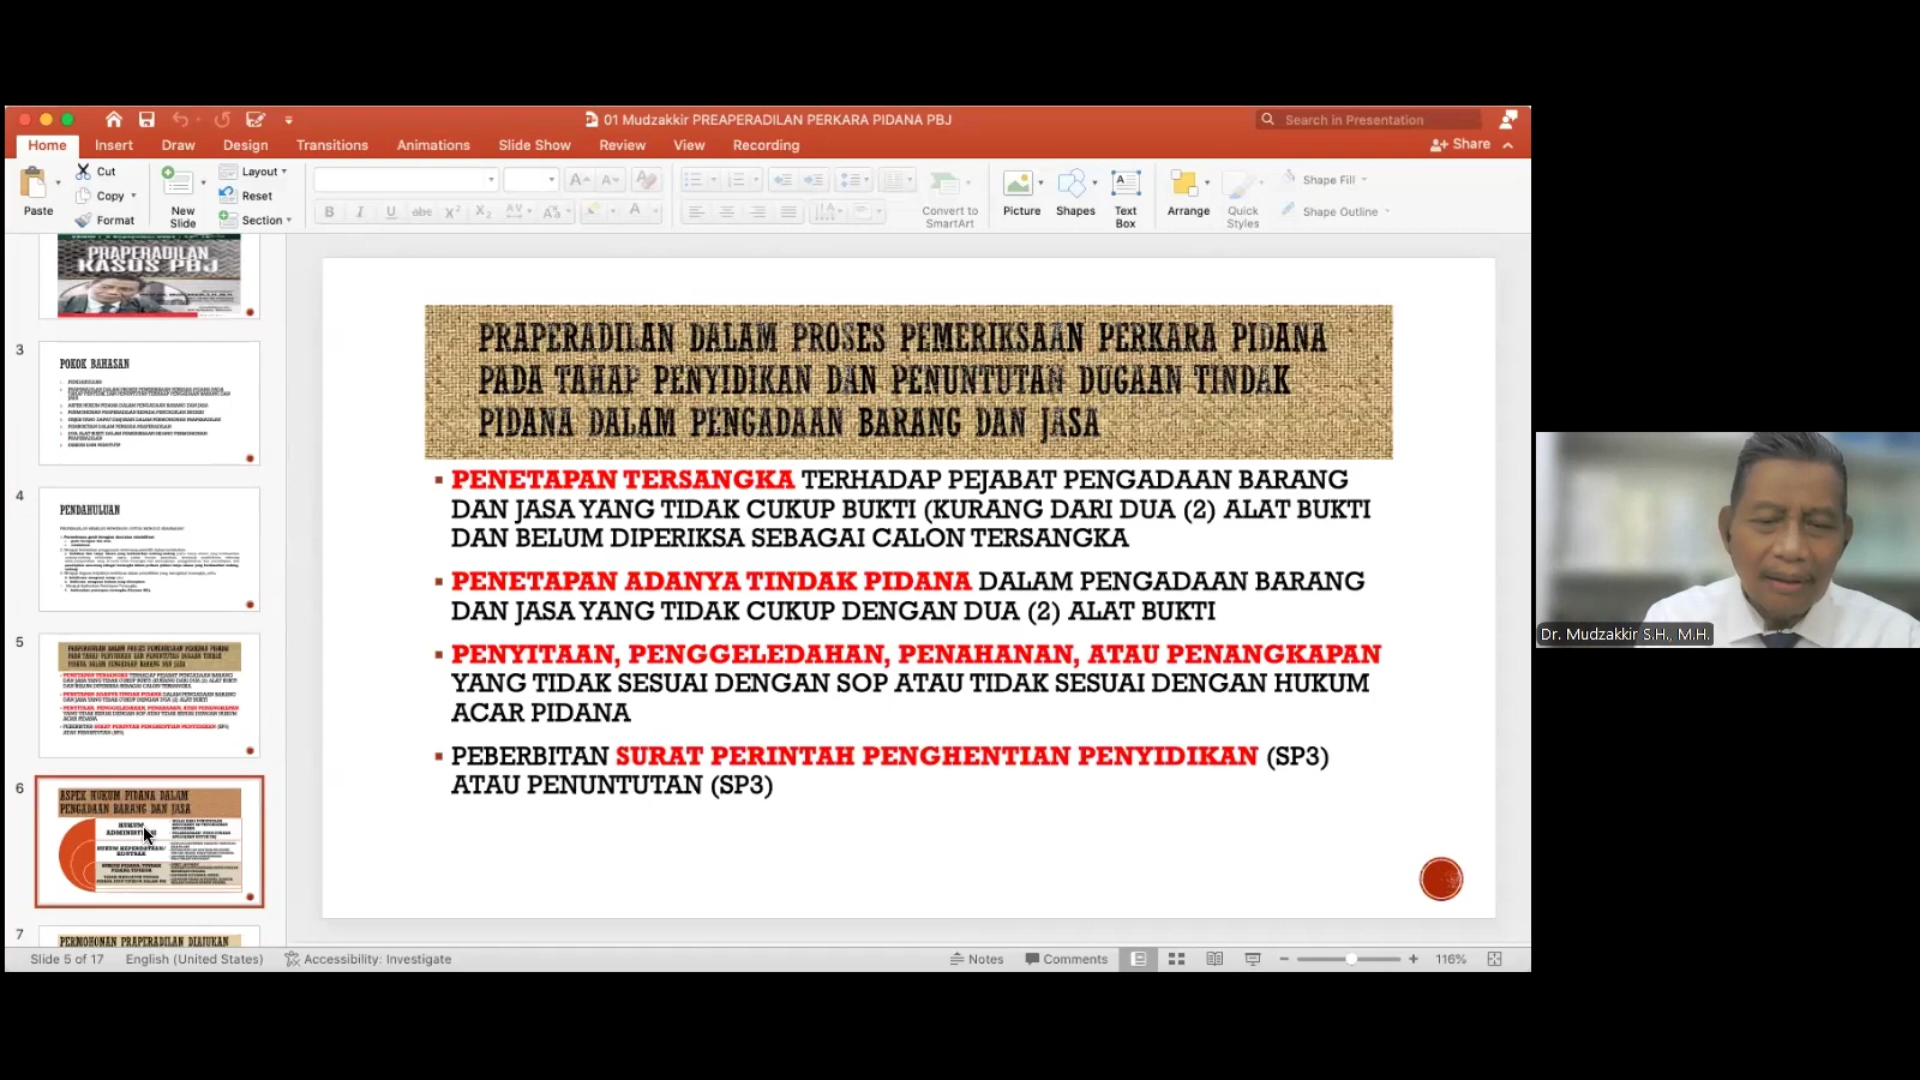 01 Mudzakkir PREAPERADILAN PERKARA PIDANA PBJ
Search in Presentation
Home Insert Draw Design Transitions Animations Slide Show Review View Recording Share
Paste
Cut
Copy
Format
New Slide
Layout
Reset
Section
Convert to SmartArt
Picture
Shapes
Text Box
Arrange
Quick Styles
Shape Fill
Shape Outline
PRAPERADILAN
KASUS PBJ
3
POKOK BAHASAN
4
PENDAHULUAN
5
6
ASPEK HUKUM PIDANA DALAM
PENGADAAN BARANG DAN JASA
7
PERMOHONAN PRAPERADILAN DIAJUKAN
PRAPERADILAN DALAM PROSES PEMERIKSAAN PERKARA PIDANA
PADA TAHAP PENYIDIKAN DAN PENUNTUTAN DUGAAN TINDAK
PIDANA DALAM PENGADAAN BARANG DAN JASA
▪ PENETAPAN TERSANGKA TERHADAP PEJABAT PENGADAAN BARANG
DAN JASA YANG TIDAK CUKUP BUKTI (KURANG DARI DUA (2) ALAT BUKTI
DAN BELUM DIPERIKSA SEBAGAI CALON TERSANGKA
▪ PENETAPAN ADANYA TINDAK PIDANA DALAM PENGADAAN BARANG
DAN JASA YANG TIDAK CUKUP DENGAN DUA (2) ALAT BUKTI
▪ PENYITAAN, PENGGELEDAHAN, PENAHANAN, ATAU PENANGKAPAN
YANG TIDAK SESUAI DENGAN SOP ATAU TIDAK SESUAI DENGAN HUKUM
ACAR PIDANA
▪ PEBERBITAN SURAT PERINTAH PENGHENTIAN PENYIDIKAN (SP3)
ATAU PENUNTUTAN (SP3)
Dr. Mudzakkir S.H., M.H.
Slide 5 of 17 English (United States) Accessibility: Investigate Notes Comments 116%